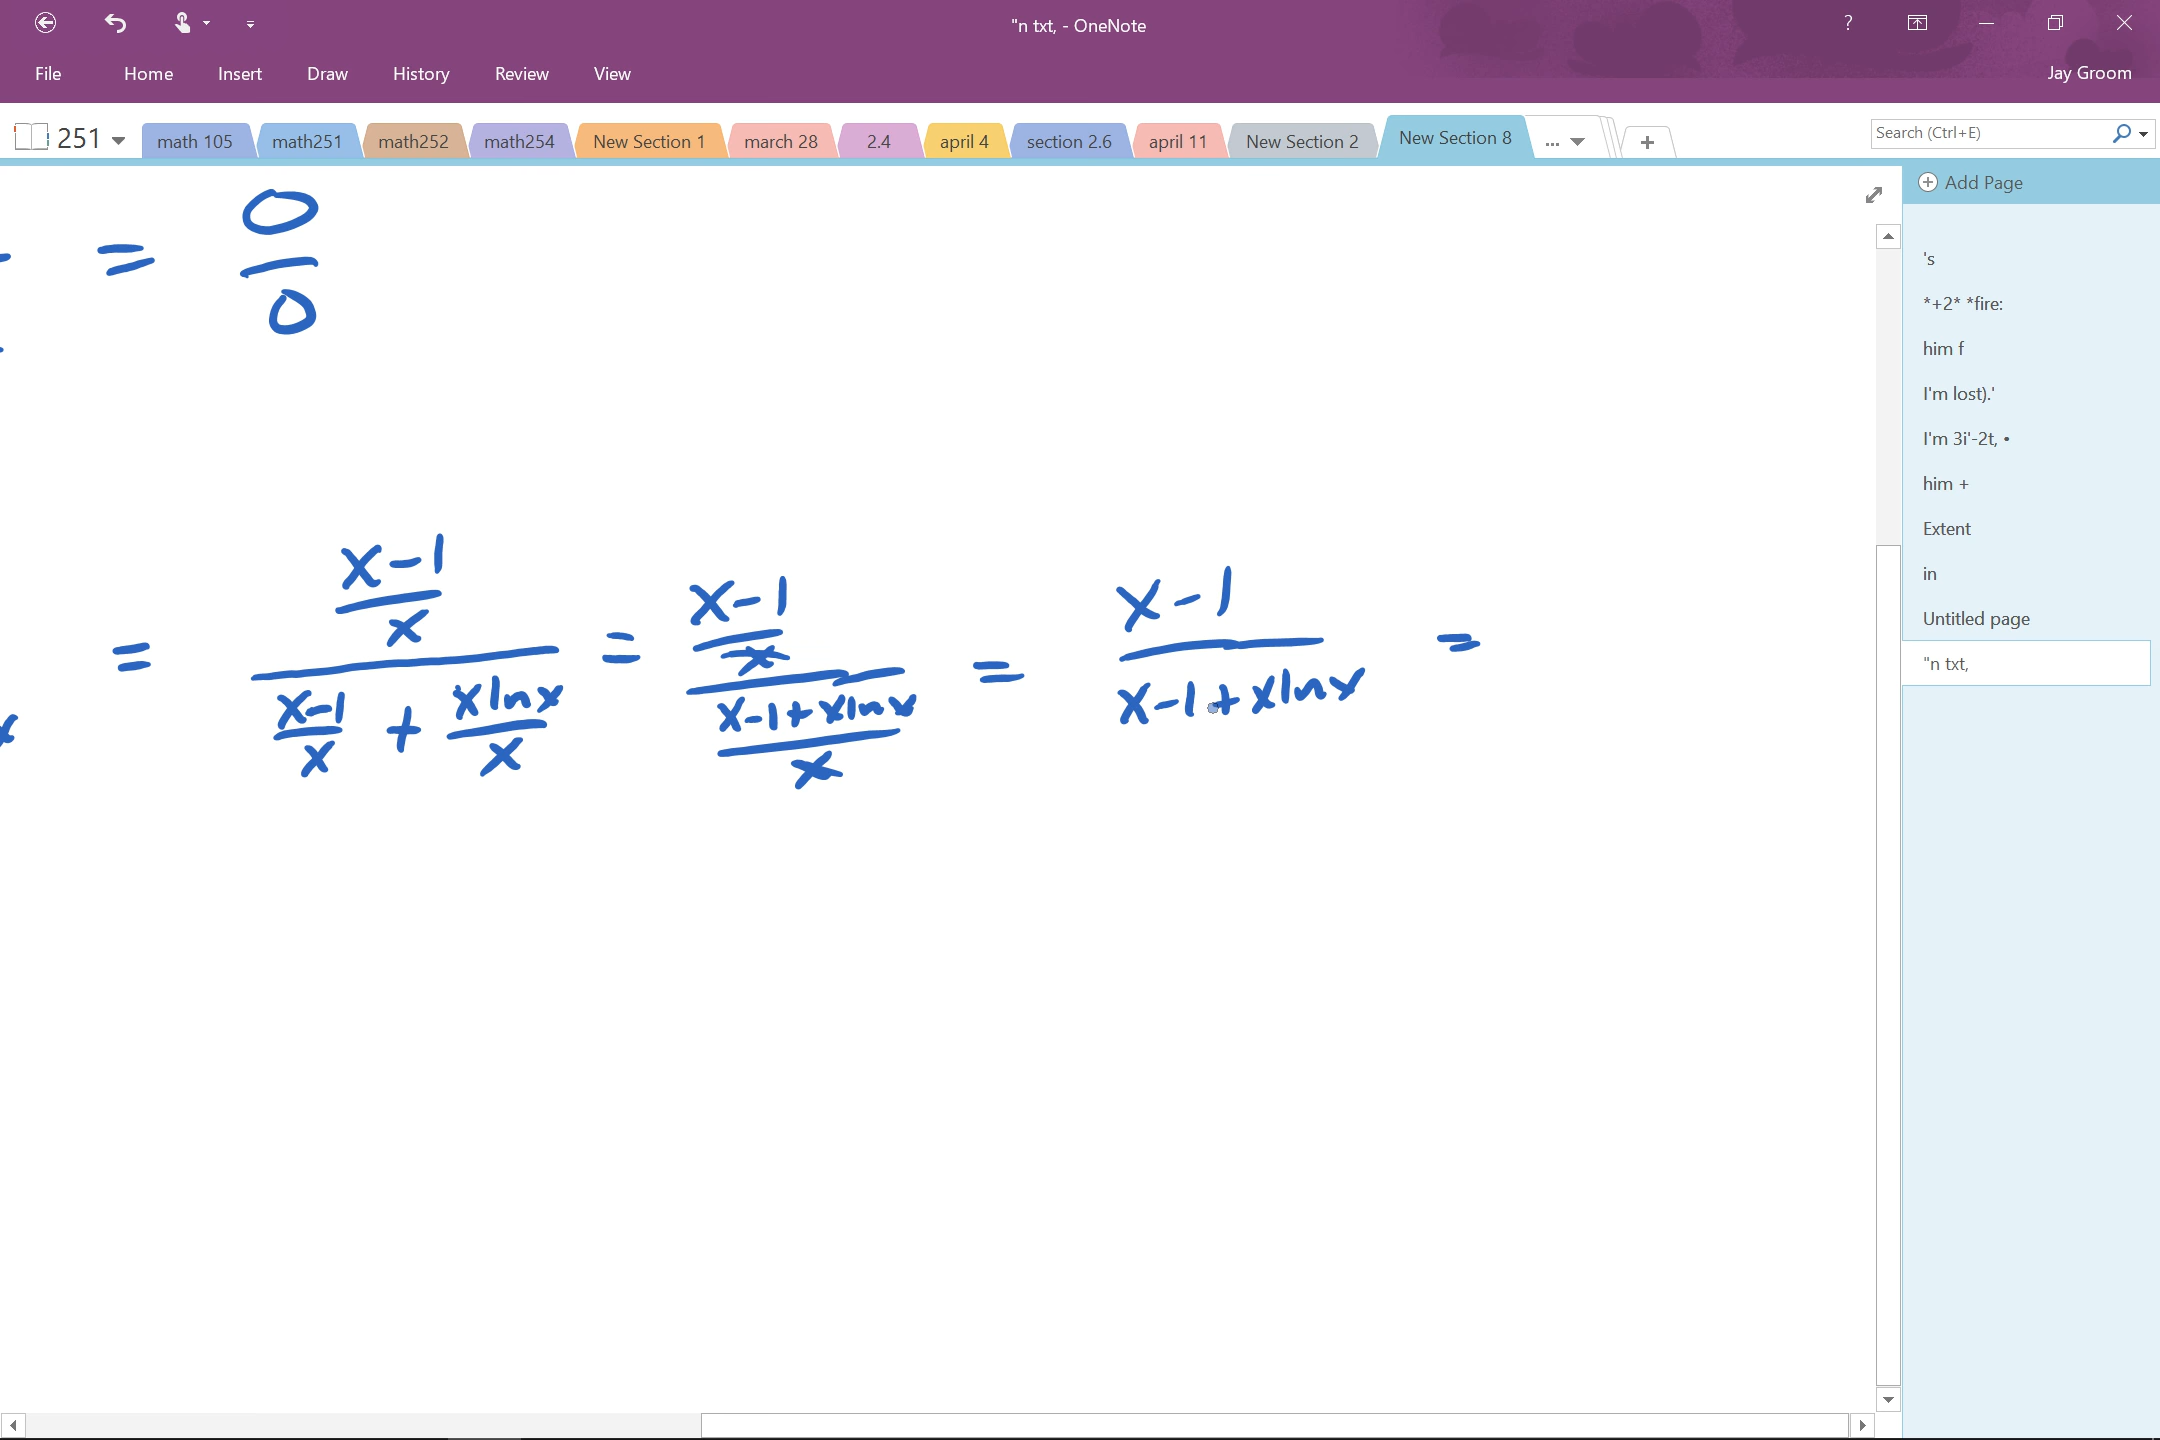 "n txt, - OneNote
?
File Home Insert Draw History Review View
Jay Groom
251 math 105 math251 math252 math254 New Section 1 march 28 2.4 april 4 section 2.6 april 11 New Section 2 New Section 8 ... +
Search (Ctrl+E)
Add Page
's
*+2* *fire:
him f
I'm lost).'
I'm 3i'-2t, •
him +
Extent
in
Untitled page
"n txt,
= 0
0
x-1
x
=
x-1
x
+
x ln x
x
=
x-1
x
x-1+xlnx
x
=
x-1
x-1+xlnx
=